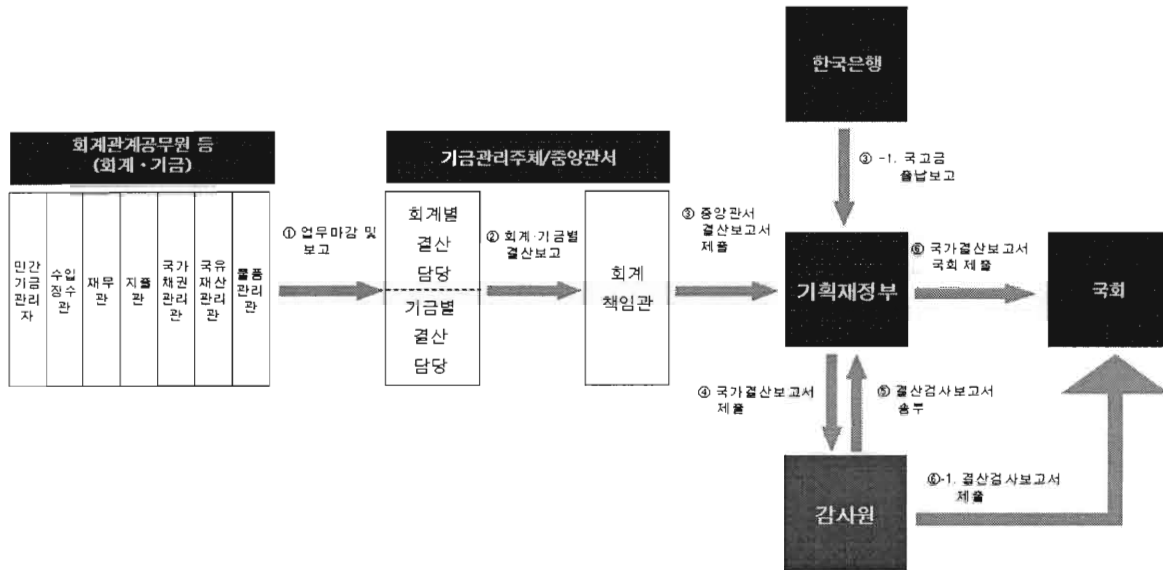 한국은행
회계관계공무원 등
(회계·기금)
기금관리주체/중앙관서
③ -1. 국고금
출납보고
민간
기금
관리
자
수입
징수
관
재무
관
지출
관
국가
채권
관리
관
국유
재산
관리
관
물품
관리
관
① 업무마감 및
보고
회계별
결산
담당
기금별
결산
담당
② 회계·기금별
결산보고
회계
책임관
③ 중앙관서
결산보고서
제출
기획재정부
⑥ 국가결산보고서
국회 제출
국회
④ 국가결산보고서
제출
⑤ 결산검사보고서
송부
감사원
⑥-1. 결산검사보고서
제출